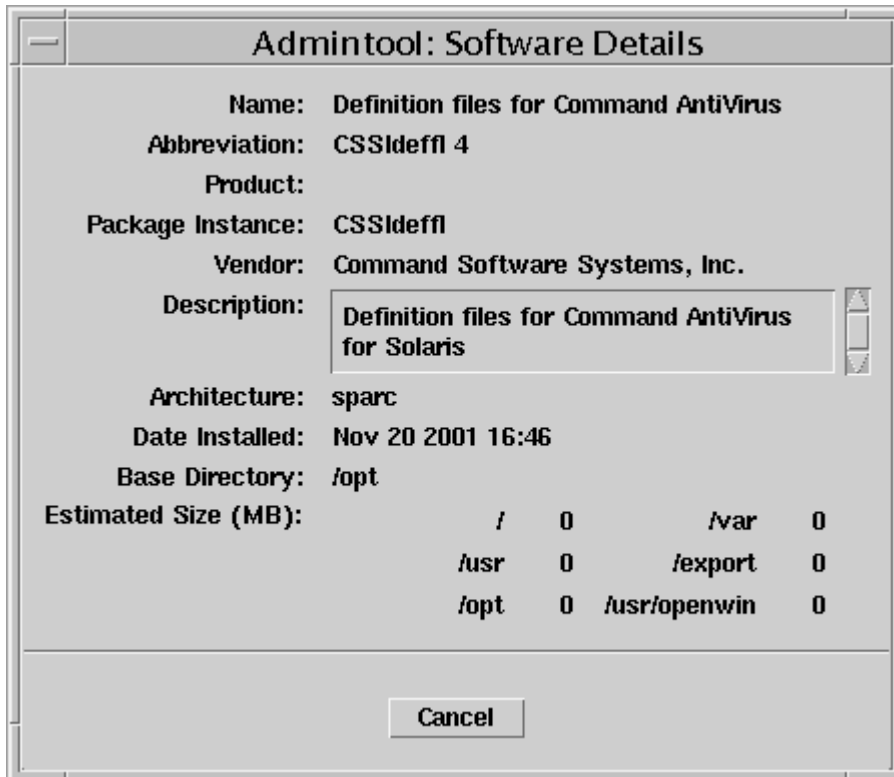 Admintool: Software Details
Name: Definition files for Command AntiVirus
Abbreviation: CSSIdeffl 4
Product:
Package Instance: CSSIdeffl
Vendor: Command Software Systems, Inc.
Description: Definition files for Command AntiVirus
for Solaris
Architecture: sparc
Date Installed: Nov 20 2001 16:46
Base Directory: /opt
Estimated Size (MB): / 0 /var 0
/usr 0 /export 0
/opt 0 /usr/openwin 0
Cancel